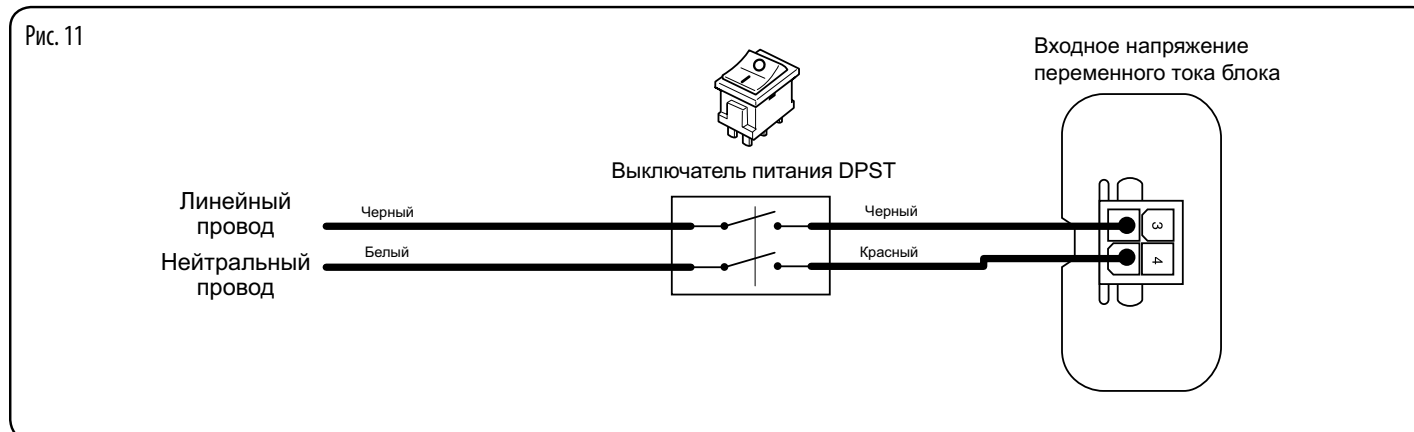 Рис. 11
Входное напряжение
переменного тока блока
Выключатель питания DPST
Линейный
провод
Черный
Черный
3
Нейтральный
провод
Белый
Красный
4